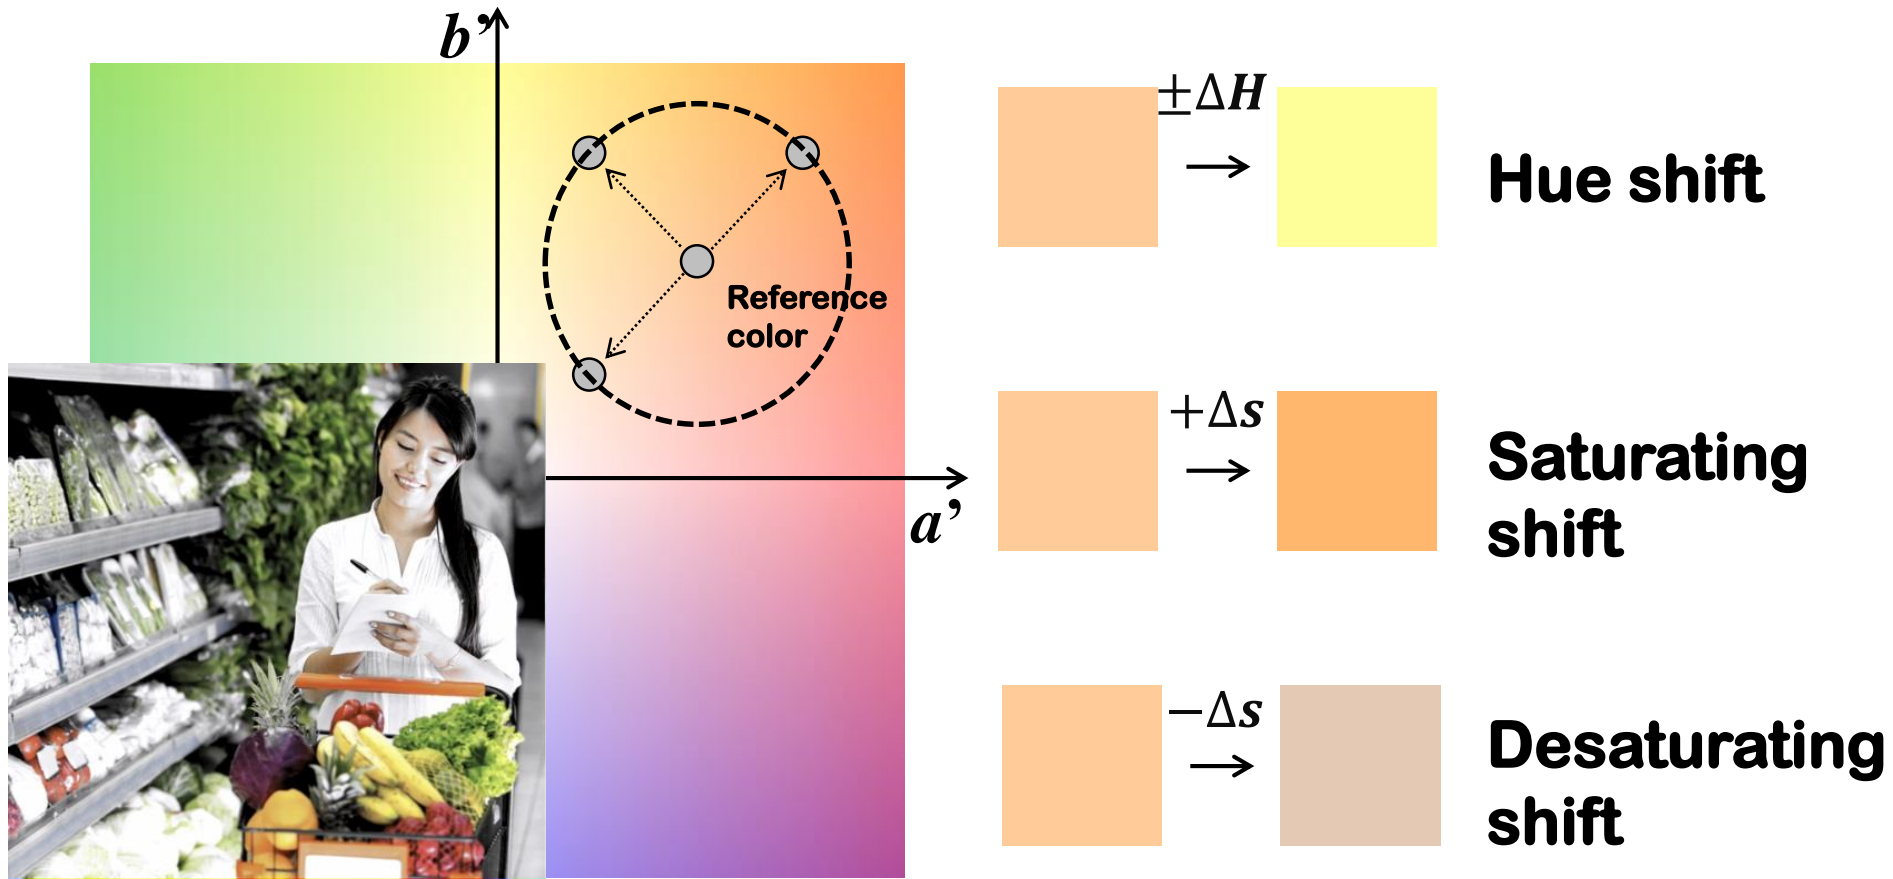 b’
±ΔH
Hue shift
Reference
color
+Δs
Saturating
shift
a’
−Δs
Desaturating
shift